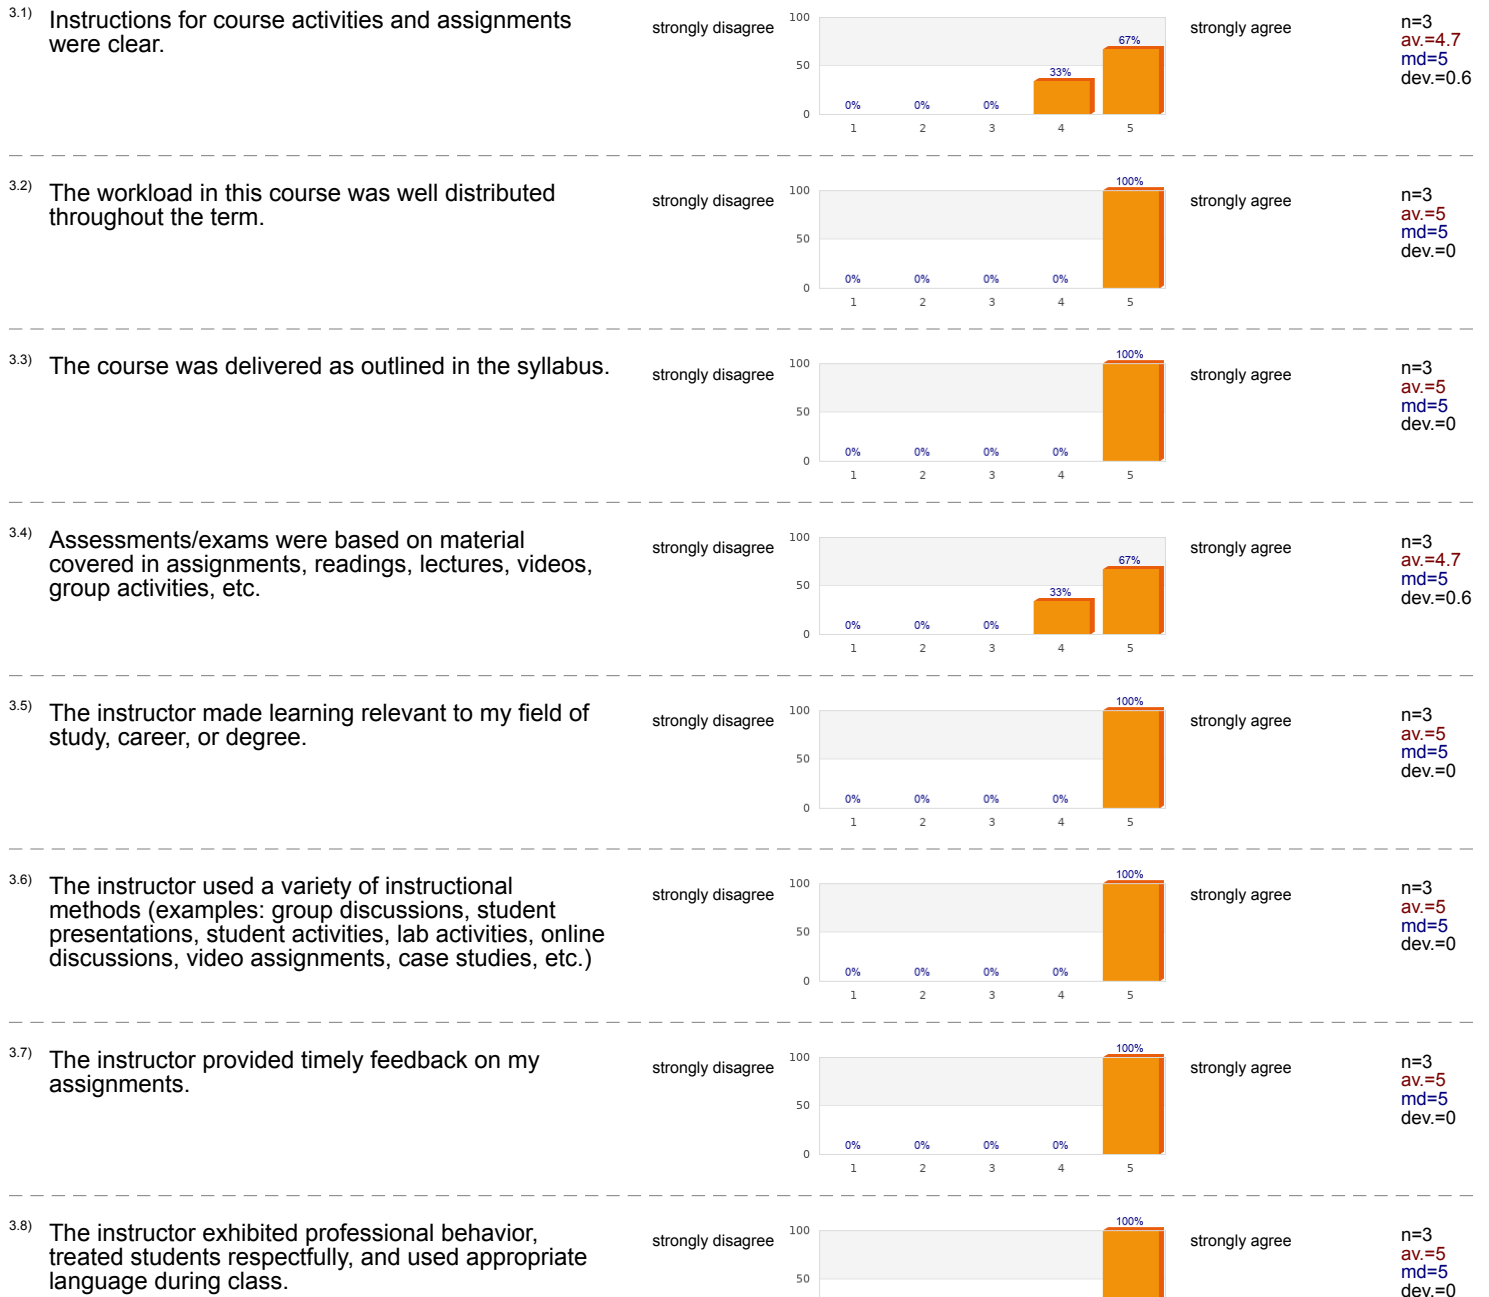 3.1) Instructions for course activities and assignments
were clear.
strongly disagree
100
50
0
0%
0%
0%
33%
67%
1 2 3 4 5
strongly agree
n=3
av.=4.7
md=5
dev.=0.6
3.2) The workload in this course was well distributed
throughout the term.
strongly disagree
100
50
0
0%
0%
0%
0%
100%
1 2 3 4 5
strongly agree
n=3
av.=5
md=5
dev.=0
3.3) The course was delivered as outlined in the syllabus.
strongly disagree
100
50
0
0%
0%
0%
0%
100%
1 2 3 4 5
strongly agree
n=3
av.=5
md=5
dev.=0
3.4) Assessments/exams were based on material
covered in assignments, readings, lectures, videos,
group activities, etc.
strongly disagree
100
50
0
0%
0%
0%
33%
67%
1 2 3 4 5
strongly agree
n=3
av.=4.7
md=5
dev.=0.6
3.5) The instructor made learning relevant to my field of
study, career, or degree.
strongly disagree
100
50
0
0%
0%
0%
0%
100%
1 2 3 4 5
strongly agree
n=3
av.=5
md=5
dev.=0
3.6) The instructor used a variety of instructional
methods (examples: group discussions, student
presentations, student activities, lab activities, online
discussions, video assignments, case studies, etc.)
strongly disagree
100
50
0
0%
0%
0%
0%
100%
1 2 3 4 5
strongly agree
n=3
av.=5
md=5
dev.=0
3.7) The instructor provided timely feedback on my
assignments.
strongly disagree
100
50
0
0%
0%
0%
0%
100%
1 2 3 4 5
strongly agree
n=3
av.=5
md=5
dev.=0
3.8) The instructor exhibited professional behavior,
treated students respectfully, and used appropriate
language during class.
strongly disagree
100
50
100%
strongly agree
n=3
av.=5
md=5
dev.=0